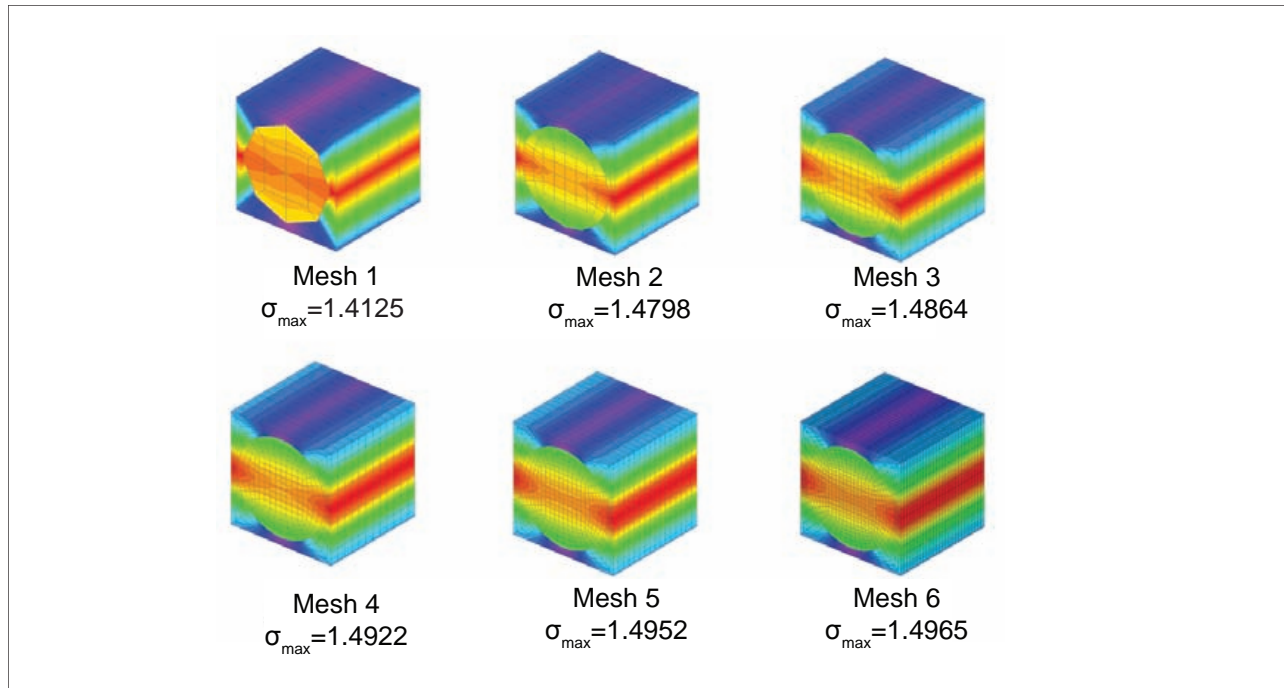 Mesh 1
σmax=1.4125
Mesh 2
σmax=1.4798
Mesh 3
σmax=1.4864
Mesh 4
σmax=1.4922
Mesh 5
σmax=1.4952
Mesh 6
σmax=1.4965